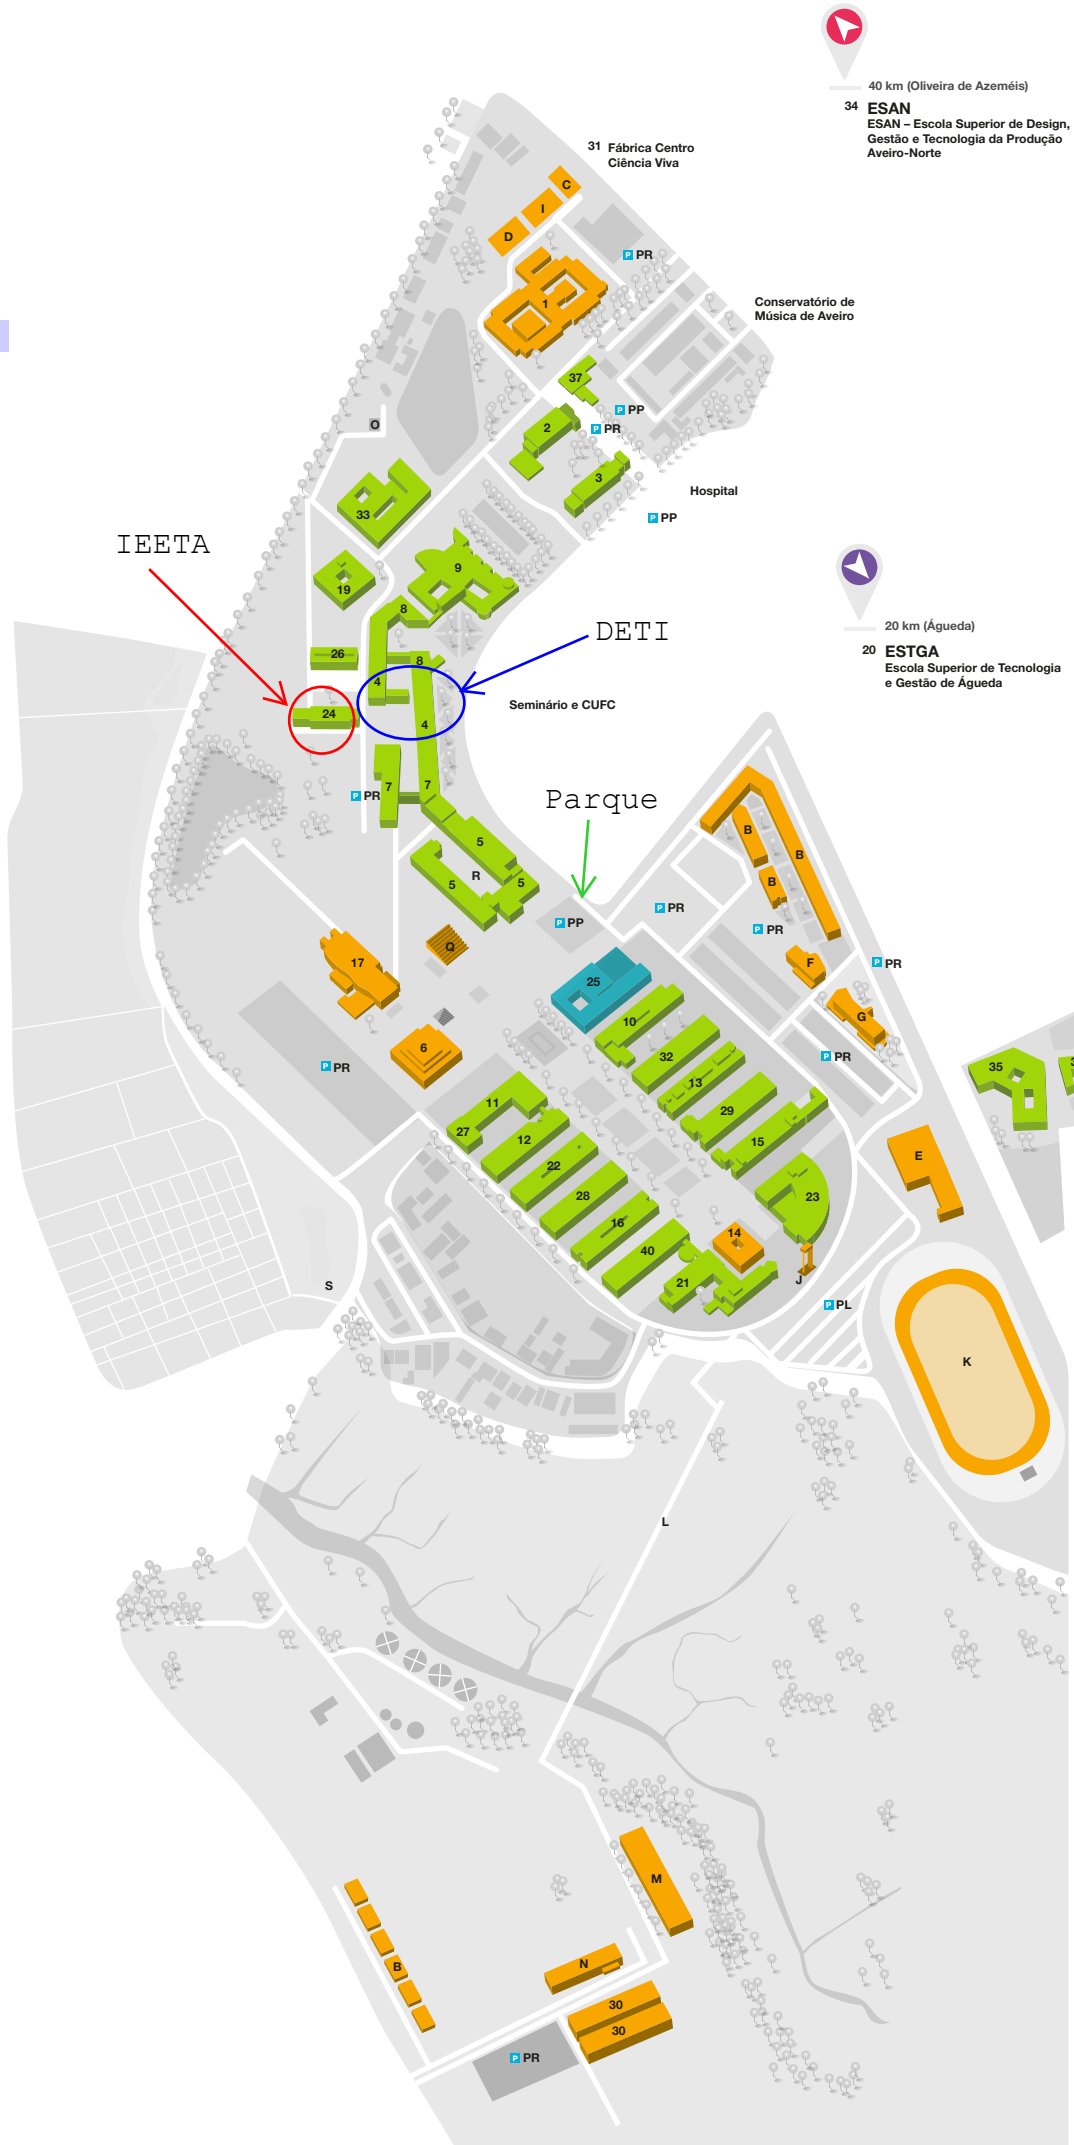 40 km (Oliveira de Azeméis)
34 ESAN
ESAN – Escola Superior de Design,
Gestão e Tecnologia da Produção
Aveiro-Norte
31 Fábrica Centro
Ciência Viva
C
I
D
P PR
1
Conservatório de
Música de Aveiro
37
P PP
O
2
P PR
3
Hospital
33
P PP
IEETA
9
19
8
DETI
20 km (Águeda)
20 ESTGA
Escola Superior de Tecnologia
e Gestão de Águeda
26
8
4
Seminário e CUFC
24
4
7
7
P PR
Parque
B
B
5
R
5
5
B
P PR
P PP
P PR
Q
17
F
P PR
25
G
10
6
32
P PR
P PR
35
13
11
29
27
12
15
E
22
28
23
16
14
40
J
S
21
P PL
K
L
M
B
N
30
30
P PR